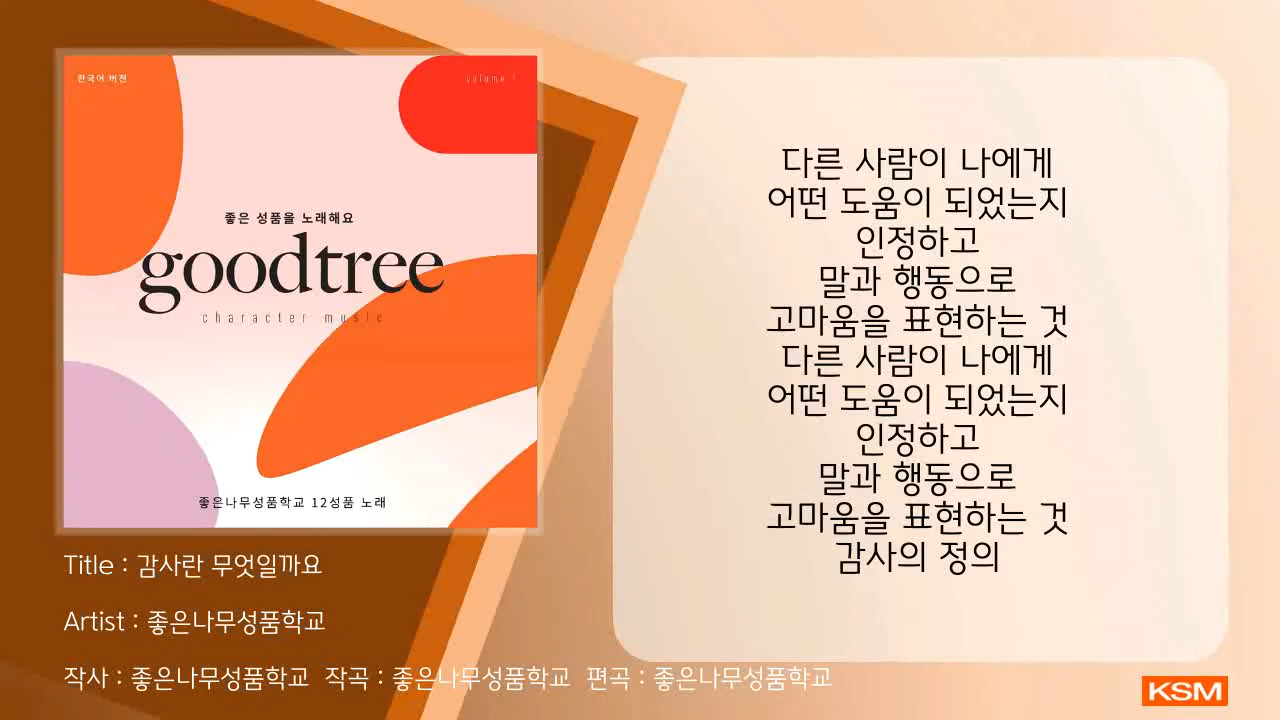 한국어 버젼
volume 1
좋은 성품을 노래해요
goodtree
character music
좋은나무성품학교 12성품 노래
Title : 감사란 무엇일까요
Artist : 좋은나무성품학교
작사 : 좋은나무성품학교 작곡 : 좋은나무성품학교 편곡 : 좋은나무성품학교
다른 사람이 나에게
어떤 도움이 되었는지
인정하고
말과 행동으로
고마움을 표현하는 것
다른 사람이 나에게
어떤 도움이 되었는지
인정하고
말과 행동으로
고마움을 표현하는 것
감사의 정의
KSM